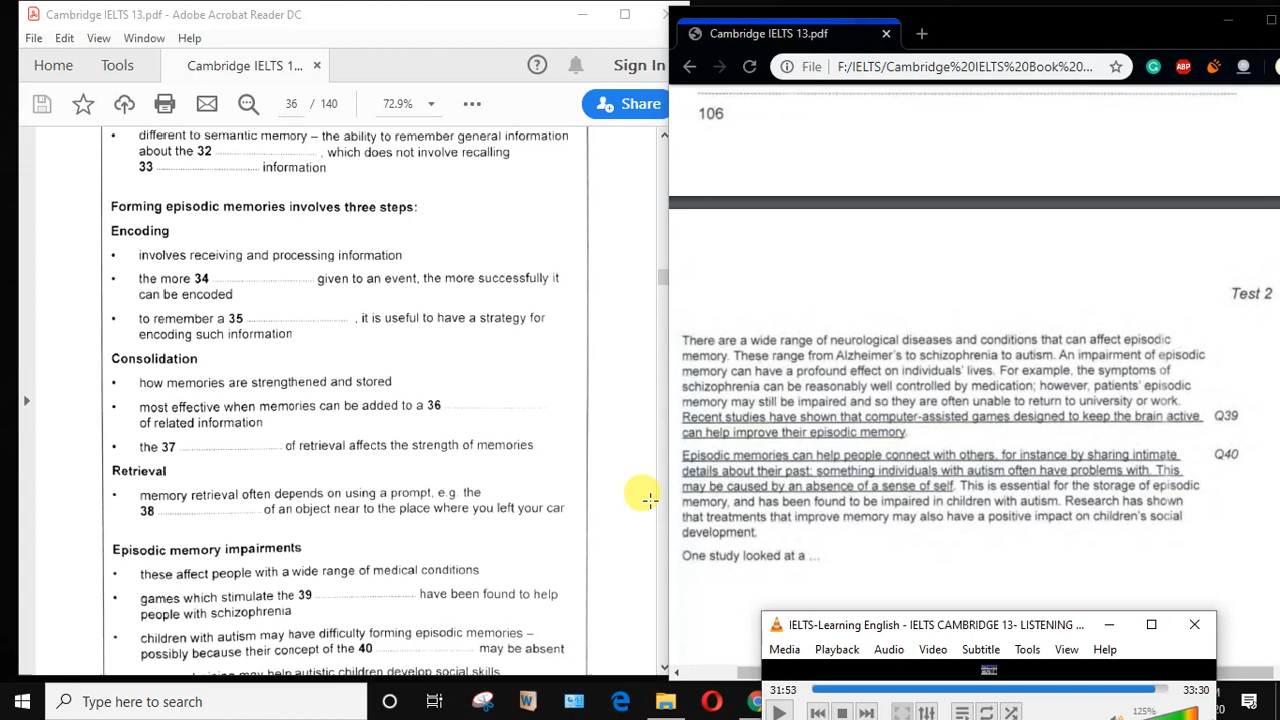 Cambridge IELTS 13.pdf - Adobe Acrobat Reader DC
File Edit View Window Help
Home Tools Cambridge IELTS 1... × Sign In
36 / 140 72.9% Share
different to semantic memory – the ability to remember general information
about the 32 ........................ , which does not involve recalling
33 ........................ information
Forming episodic memories involves three steps:
Encoding
• involves receiving and processing information
• the more 34 ........................ given to an event, the more successfully it
can be encoded
• to remember a 35 ........................ , it is useful to have a strategy for
encoding such information
Consolidation
• how memories are strengthened and stored
• most effective when memories can be added to a 36 ........................
of related information
• the 37 ........................ of retrieval affects the strength of memories
Retrieval
• memory retrieval often depends on using a prompt, e.g. the
38 ........................ of an object near to the place where you left your car
Episodic memory impairments
• these affect people with a wide range of medical conditions
• games which stimulate the 39 ........................ have been found to help
people with schizophrenia
• children with autism may have difficulty forming episodic memories –
possibly because their concept of the 40 ........................ may be absent
may help autistic children develop social skills
Cambridge IELTS 13.pdf
File F:/IELTS/Cambridge%20IELTS%20Book%20...
ABP
106
Test 2
There are a wide range of neurological diseases and conditions that can affect episodic
memory. These range from Alzheimer's to schizophrenia to autism. An impairment of episodic
memory can have a profound effect on individuals' lives. For example, the symptoms of
schizophrenia can be reasonably well controlled by medication; however, patients' episodic
memory may still be impaired and so they are often unable to return to university or work.
Recent studies have shown that computer-assisted games designed to keep the brain active Q39
can help improve their episodic memory.
Episodic memories can help people connect with others, for instance by sharing intimate Q40
details about their past; something individuals with autism often have problems with. This
may be caused by an absence of a sense of self. This is essential for the storage of episodic
memory, and has been found to be impaired in children with autism. Research has shown
that treatments that improve memory may also have a positive impact on children's social
development.
One study looked at a ...
IELTS-Learning English - IELTS CAMBRIDGE 13- LISTENING ...
Media Playback Audio Video Subtitle Tools View Help
31:53 33:30
125%
Type here to search
20